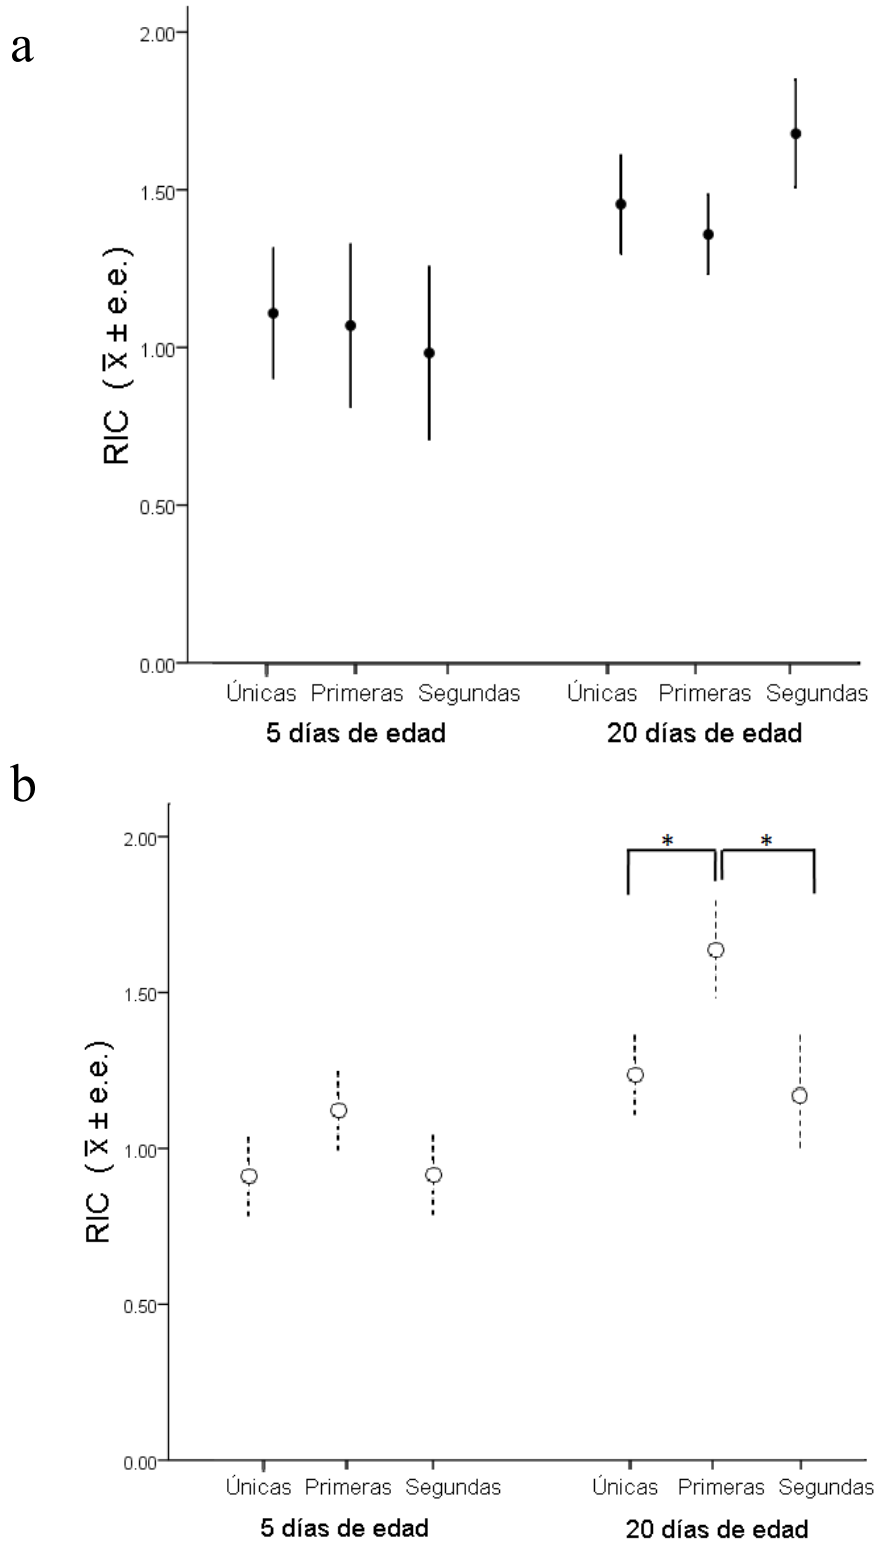 a
2.00
1.50
1.00
0.50
0.00
RIC (x̅ ± e.e.)
Únicas Primeras Segundas Únicas Primeras Segundas
5 días de edad 20 días de edad
b
2.00
1.50
1.00
0.50
0.00
RIC (x̅ ± e.e.)
* *
Únicas Primeras Segundas Únicas Primeras Segundas
5 días de edad 20 días de edad